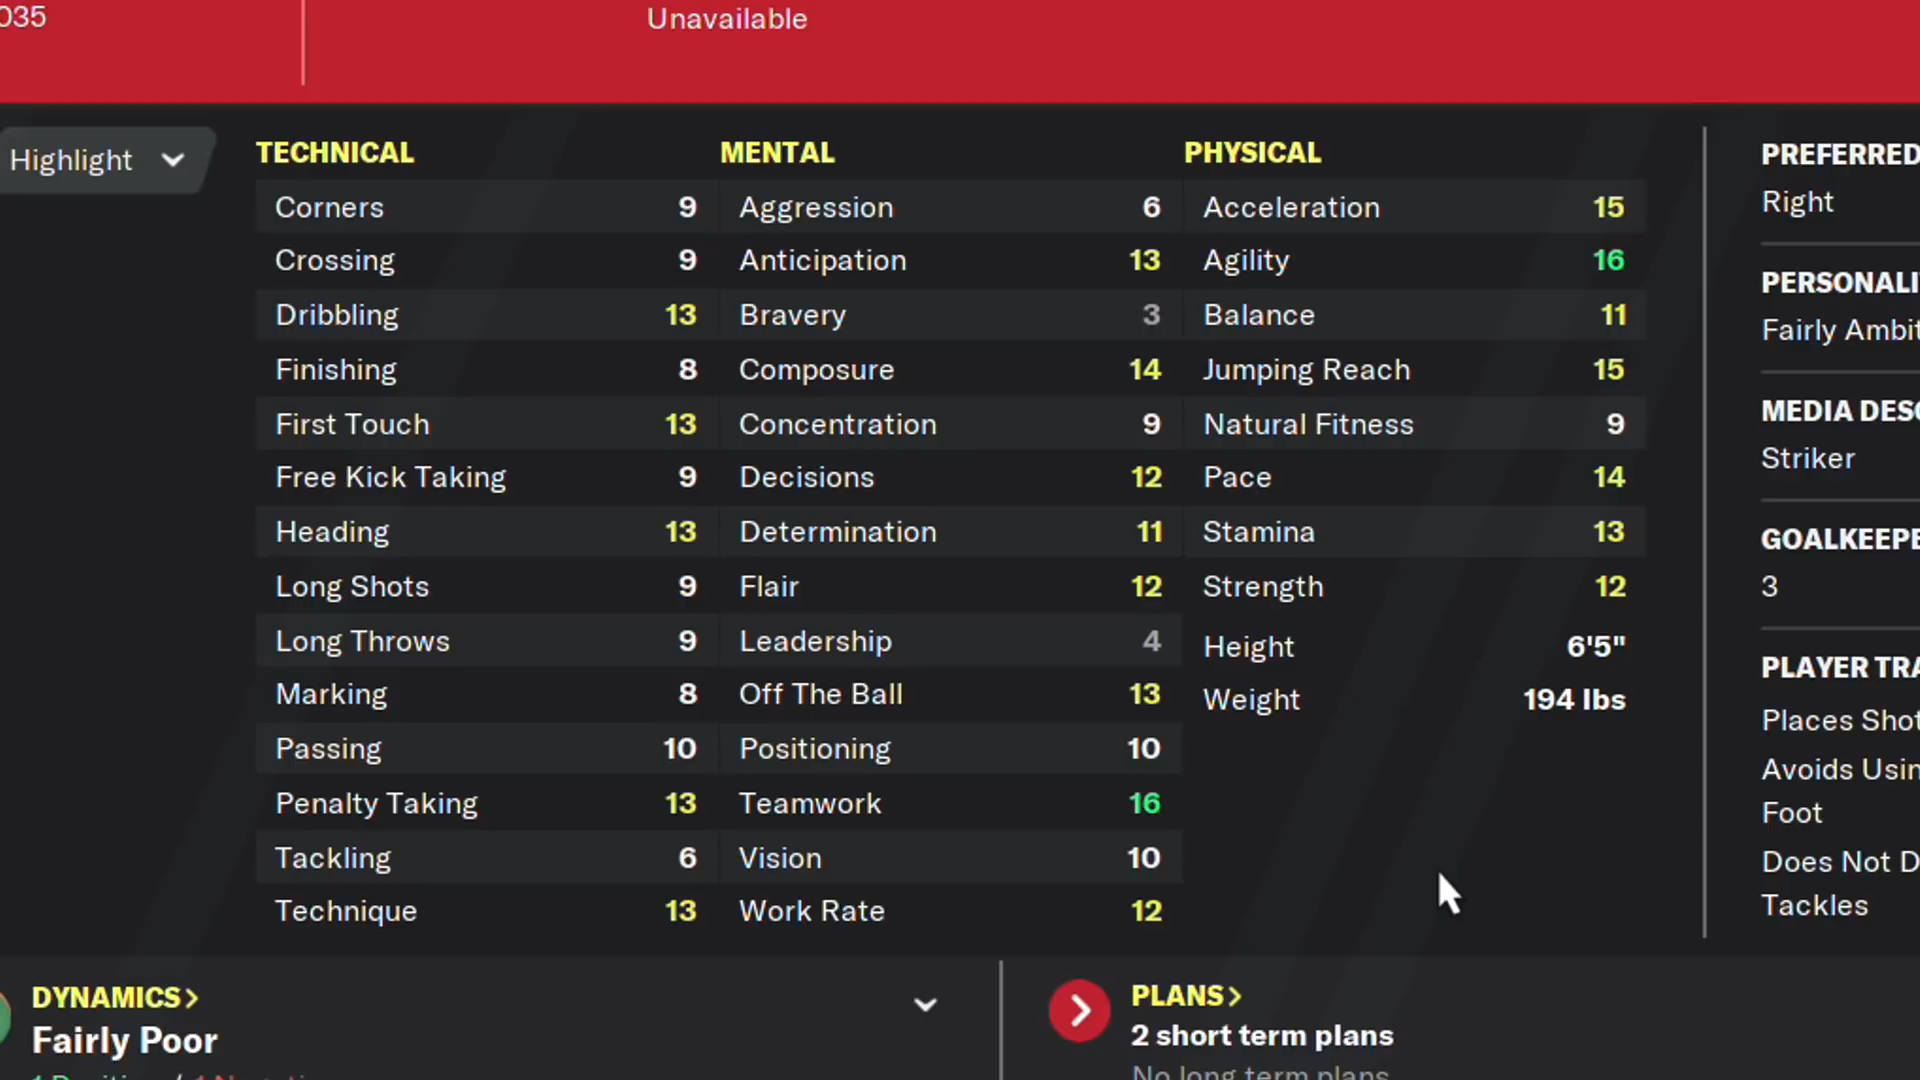 035
Unavailable
Highlight
TECHNICAL
Corners 9
Crossing 9
Dribbling 13
Finishing 8
First Touch 13
Free Kick Taking 9
Heading 13
Long Shots 9
Long Throws 9
Marking 8
Passing 10
Penalty Taking 13
Tackling 6
Technique 13
MENTAL
Aggression 6
Anticipation 13
Bravery 3
Composure 14
Concentration 9
Decisions 12
Determination 11
Flair 12
Leadership 4
Off The Ball 13
Positioning 10
Teamwork 16
Vision 10
Work Rate 12
PHYSICAL
Acceleration 15
Agility 16
Balance 11
Jumping Reach 15
Natural Fitness 9
Pace 14
Stamina 13
Strength 12
Height 6'5"
Weight 194 lbs
PREFERRED
Right
PERSONALI
Fairly Ambit
MEDIA DESC
Striker
GOALKEEPE
3
PLAYER TRA
Places Shot
Avoids Usin
Foot
Does Not D
Tackles
DYNAMICS>
Fairly Poor
PLANS>
2 short term plans
No long term plans